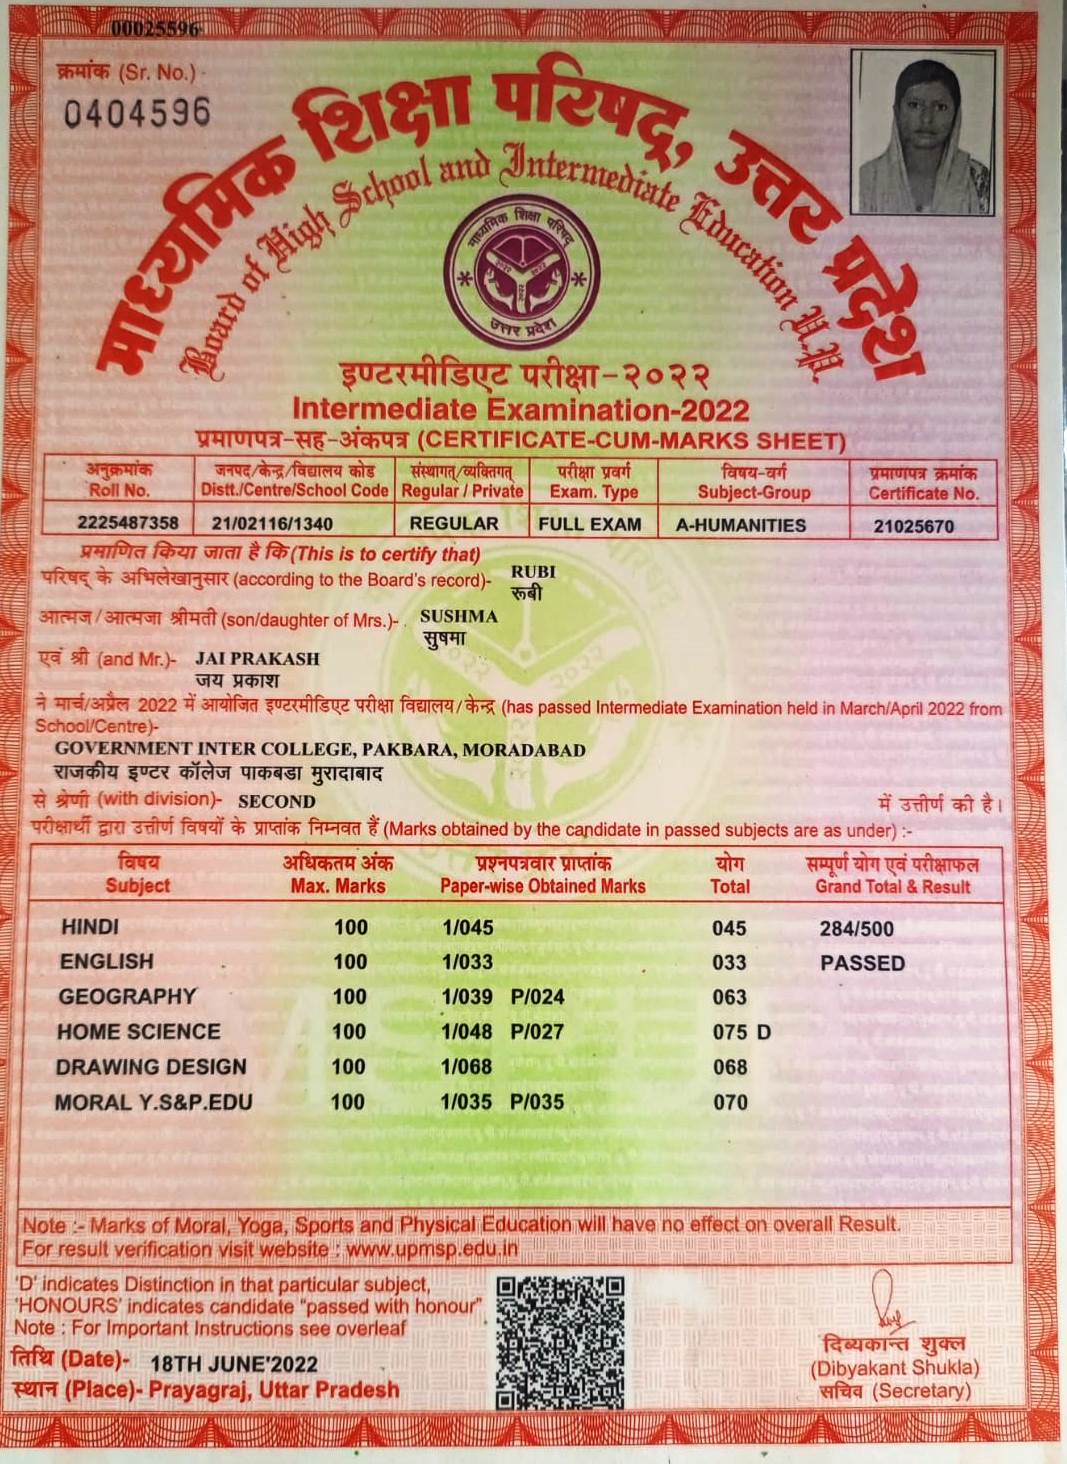 00025596
क्रमांक (Sr. No.)
0404596
माध्यमिक शिक्षा परिषद्, उत्तर प्रदेश
Board of High School and Intermediate Education U.P.
माध्यमिक शिक्षा परिषद
उत्तर प्रदेश
इण्टरमीडिएट परीक्षा-२०२२
Intermediate Examination-2022
प्रमाणपत्र-सह-अंकपत्र (CERTIFICATE-CUM-MARKS SHEET)
अनुक्रमांक जनपद/केन्द्र/विद्यालय कोड संस्थागत्/व्यक्तिगत् परीक्षा प्रवर्ग विषय-वर्ग प्रमाणपत्र क्रमांक
Roll No. Distt./Centre/School Code Regular / Private Exam. Type Subject-Group Certificate No.
2225487358 21/02116/1340 REGULAR FULL EXAM A-HUMANITIES 21025670
प्रमाणित किया जाता है कि (This is to certify that)
परिषद् के अभिलेखानुसार (according to the Board's record)- RUBI
रूबी
आत्मज/आत्मजा श्रीमती (son/daughter of Mrs.)- SUSHMA
सुषमा
एवं श्री (and Mr.)- JAI PRAKASH
जय प्रकाश
ने मार्च/अप्रैल 2022 में आयोजित इण्टरमीडिएट परीक्षा विद्यालय/केन्द्र (has passed Intermediate Examination held in March/April 2022 from
School/Centre)-
GOVERNMENT INTER COLLEGE, PAKBARA, MORADABAD
राजकीय इण्टर कॉलेज पाकबडा मुरादाबाद
से श्रेणी (with division)- SECOND में उत्तीर्ण की है।
परीक्षार्थी द्वारा उत्तीर्ण विषयों के प्राप्तांक निम्नवत हैं (Marks obtained by the candidate in passed subjects are as under) :-
विषय अधिकतम अंक प्रश्नपत्रवार प्राप्तांक योग सम्पूर्ण योग एवं परीक्षाफल
Subject Max. Marks Paper-wise Obtained Marks Total Grand Total & Result
HINDI 100 1/045 045 284/500
ENGLISH 100 1/033 033 PASSED
GEOGRAPHY 100 1/039 P/024 063
HOME SCIENCE 100 1/048 P/027 075 D
DRAWING DESIGN 100 1/068 068
MORAL Y.S&P.EDU 100 1/035 P/035 070
Note :- Marks of Moral, Yoga, Sports and Physical Education will have no effect on overall Result.
For result verification visit website : www.upmsp.edu.in
'D' indicates Distinction in that particular subject,
'HONOURS' indicates candidate "passed with honour"
Note : For Important Instructions see overleaf
तिथि (Date)- 18TH JUNE'2022
स्थान (Place)- Prayagraj, Uttar Pradesh
दिब्यकान्त शुक्ल
(Dibyakant Shukla)
सचिव (Secretary)